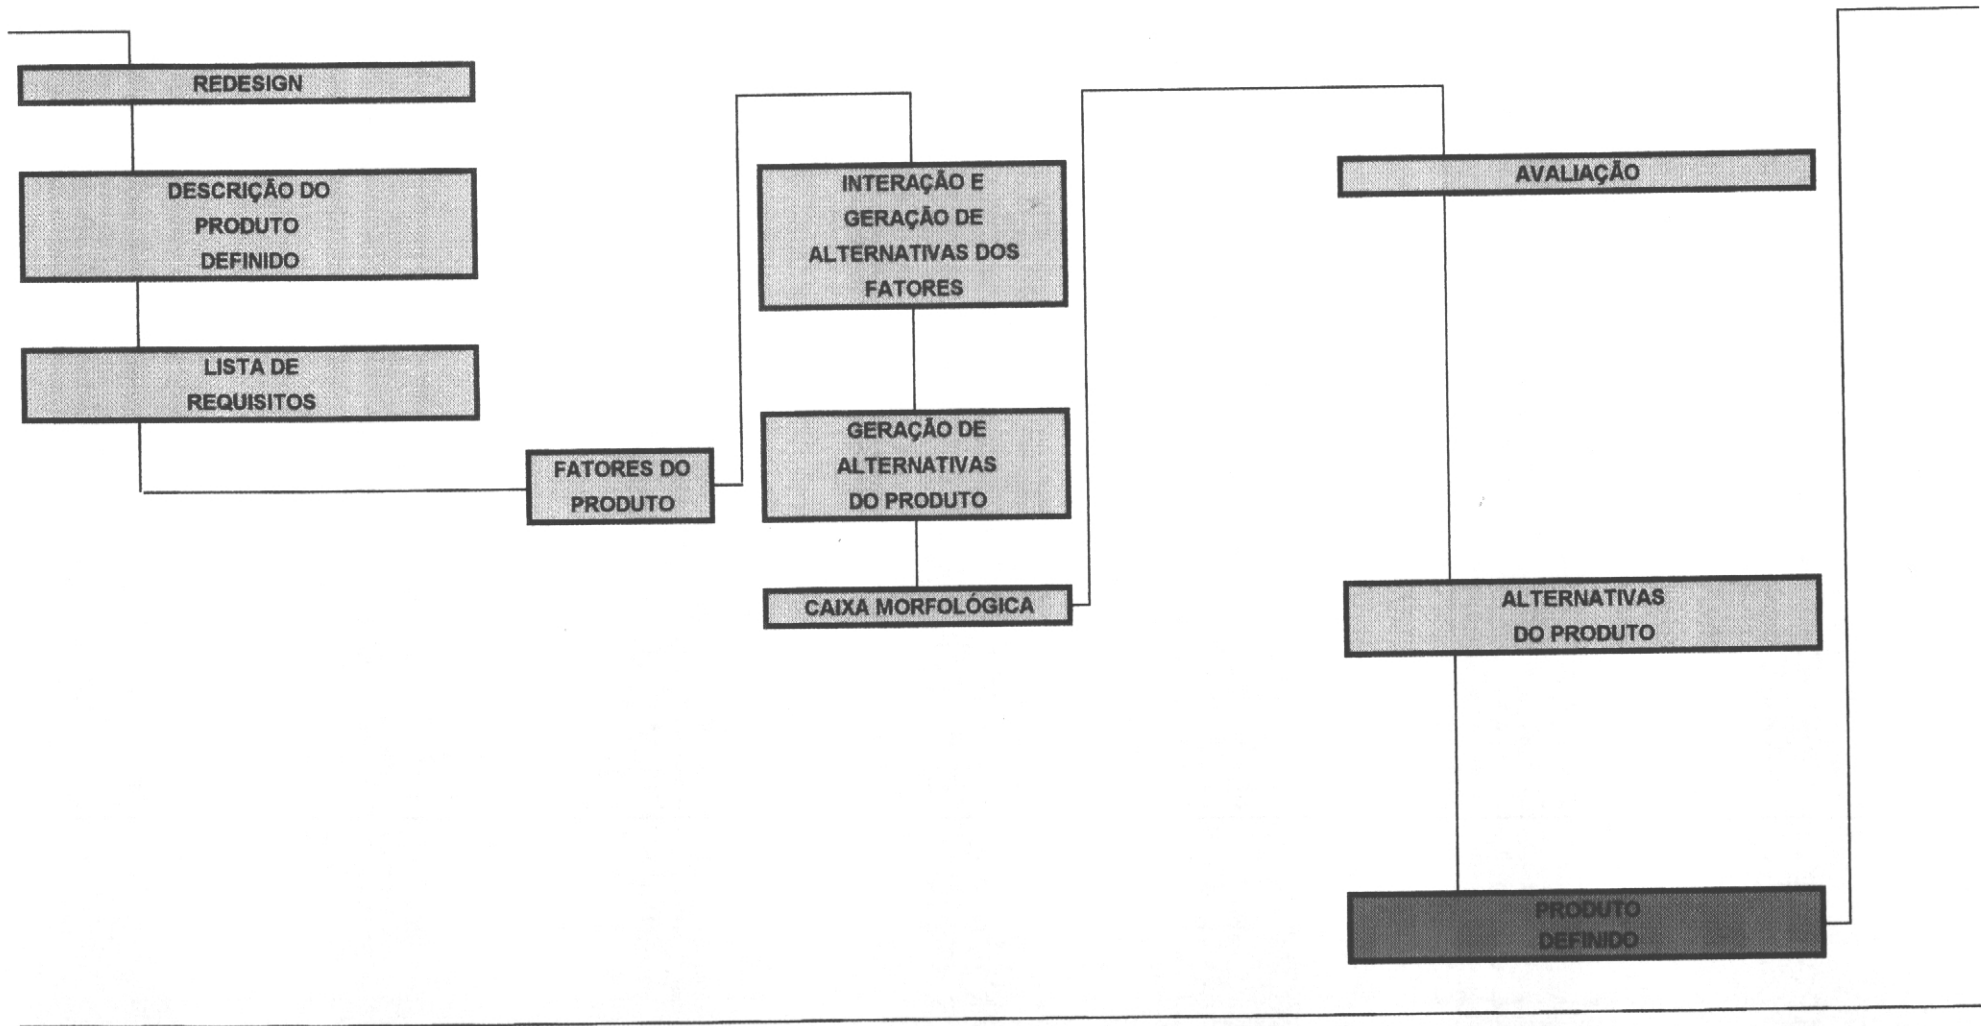 REDESIGN
DESCRIÇÃO DO
PRODUTO
DEFINIDO
LISTA DE
REQUISITOS
FATORES DO
PRODUTO
INTERAÇÃO E
GERAÇÃO DE
ALTERNATIVAS DOS
FATORES
GERAÇÃO DE
ALTERNATIVAS
DO PRODUTO
CAIXA MORFOLÓGICA
AVALIAÇÃO
ALTERNATIVAS
DO PRODUTO
PRODUTO
DEFINIDO